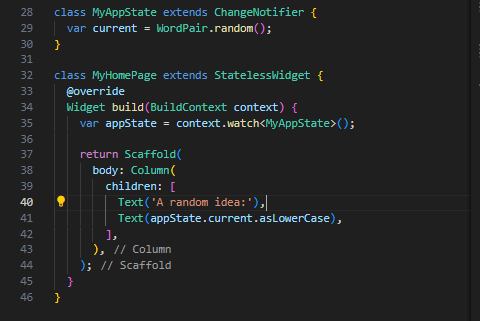 28 class MyAppState extends ChangeNotifier {
29   var current = WordPair.random();
30 }
31
32 class MyHomePage extends StatelessWidget {
33   @override
34   Widget build(BuildContext context) {
35     var appState = context.watch<MyAppState>();
36
37     return Scaffold(
38       body: Column(
39         children: [
40           Text('A random idea:'),
41           Text(appState.current.asLowerCase),
42         ],
43       ), // Column
44     ); // Scaffold
45   }
46 }